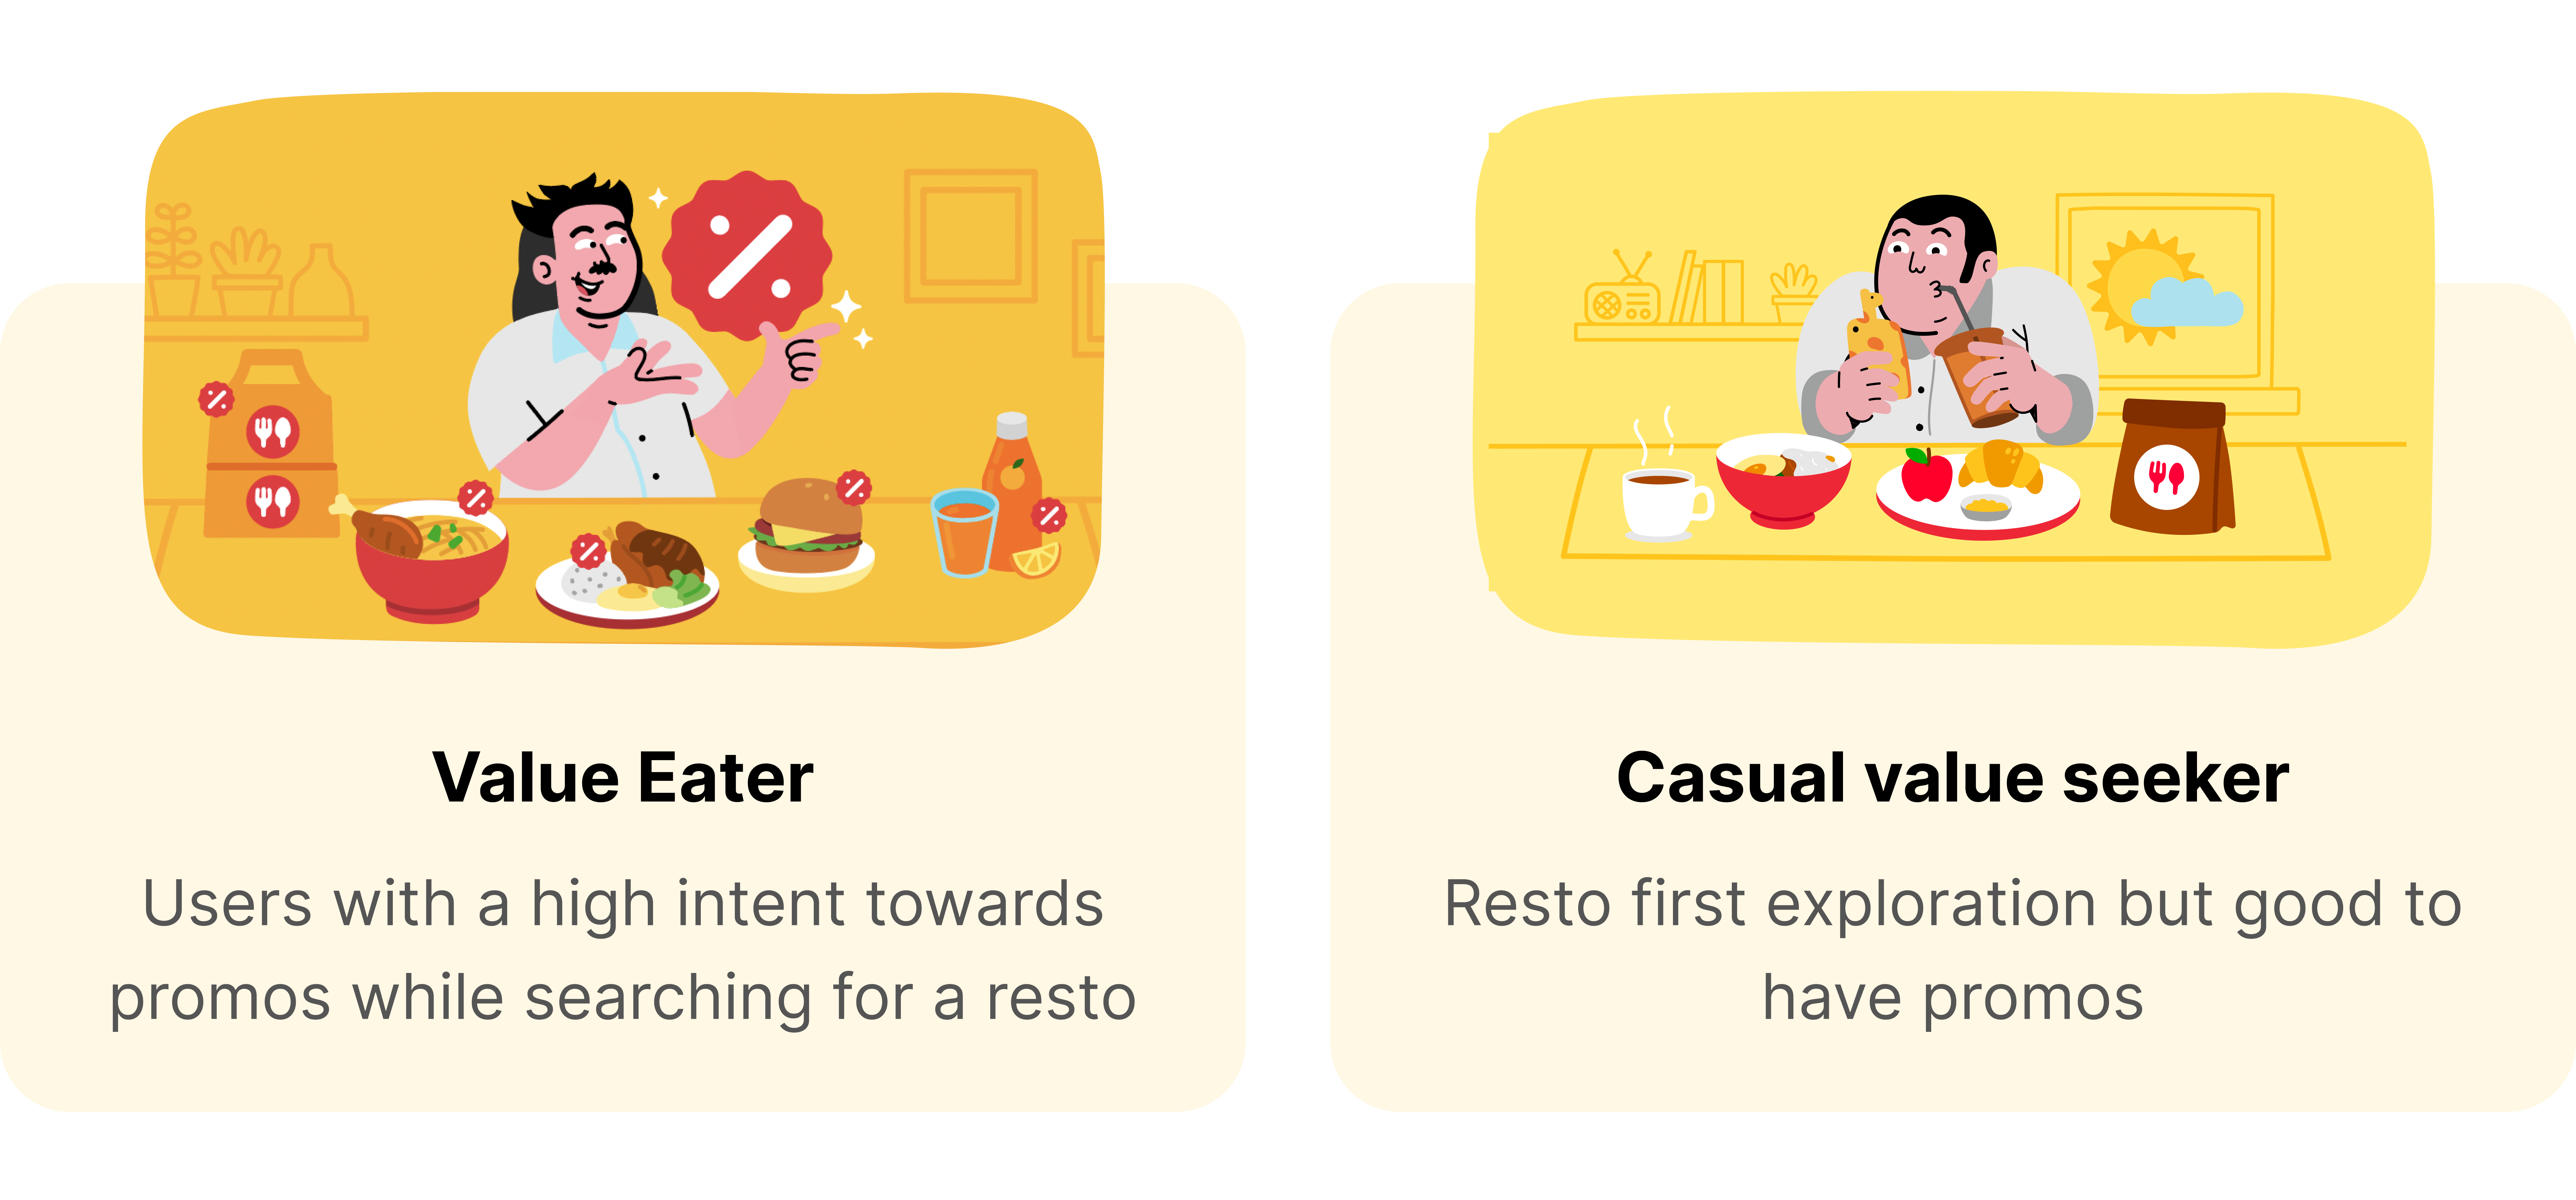 Value Eater
Users with a high intent towards
promos while searching for a resto
Casual value seeker
Resto first exploration but good to
have promos